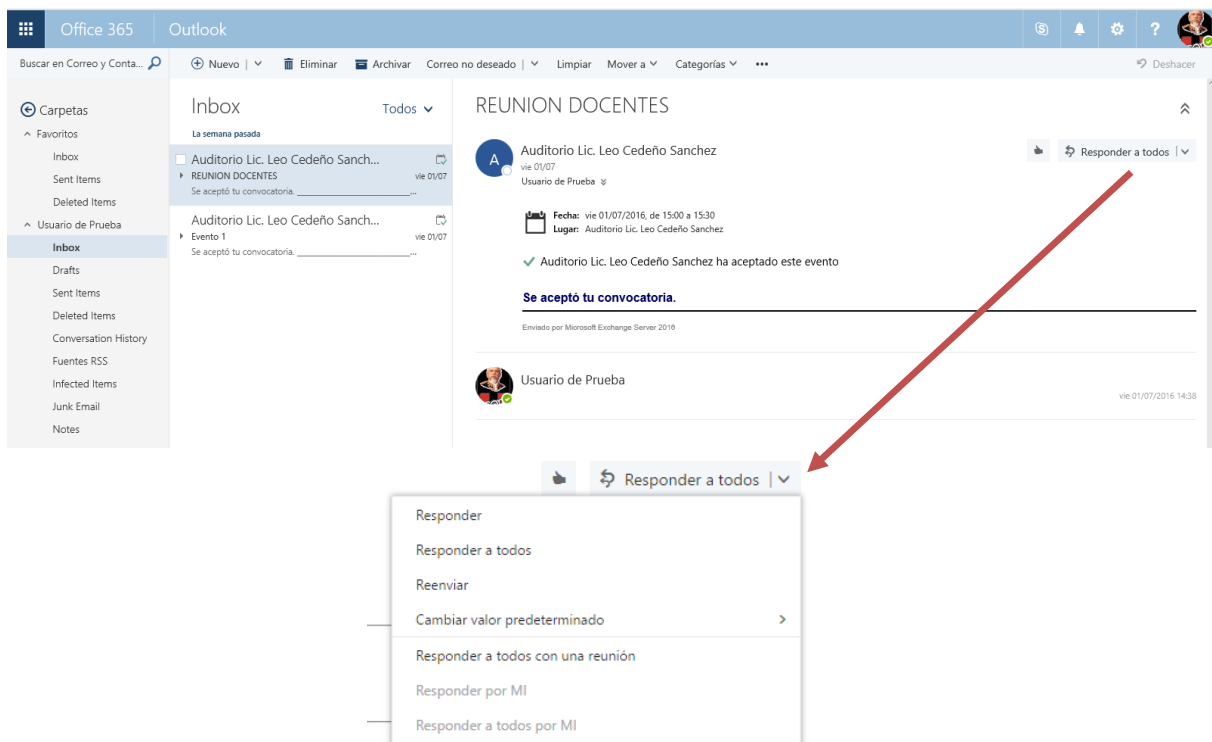 Office 365 Outlook
?
Buscar en Correo y Conta...
Nuevo | Eliminar Archivar Correo no deseado | Limpiar Mover a Categorías ••• Deshacer
Carpetas
Favoritos
Inbox
Sent Items
Deleted Items
Usuario de Prueba
Inbox
Drafts
Sent Items
Deleted Items
Conversation History
Fuentes RSS
Infected Items
Junk Email
Notes
Inbox Todos
La semana pasada
Auditorio Lic. Leo Cedeño Sanch...
REUNION DOCENTES vie 01/07
Se aceptó tu convocatoria. ________________________...
Auditorio Lic. Leo Cedeño Sanch...
Evento 1 vie 01/07
Se aceptó tu convocatoria. ________________________...
REUNION DOCENTES
A
Auditorio Lic. Leo Cedeño Sanchez
vie 01/07
Usuario de Prueba
Responder a todos |
Fecha: vie 01/07/2016, de 15:00 a 15:30
Lugar: Auditorio Lic. Leo Cedeño Sanchez
Auditorio Lic. Leo Cedeño Sanchez ha aceptado este evento
Se aceptó tu convocatoria.
Enviado por Microsoft Exchange Server 2016
Usuario de Prueba
vie 01/07/2016 14:38
Responder a todos |
Responder
Responder a todos
Reenviar
Cambiar valor predeterminado
Responder a todos con una reunión
Responder por MI
Responder a todos por MI